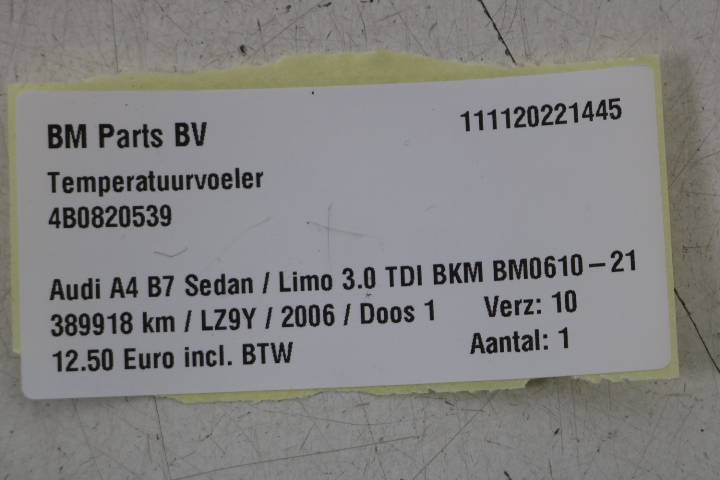 BM Parts BV 111120221445
Temperatuurvoeler
4B0820539
Audi A4 B7 Sedan / Limo 3.0 TDI BKM BM0610-21
389918 km / LZ9Y / 2006 / Doos 1 Verz: 10
12.50 Euro incl. BTW Aantal: 1